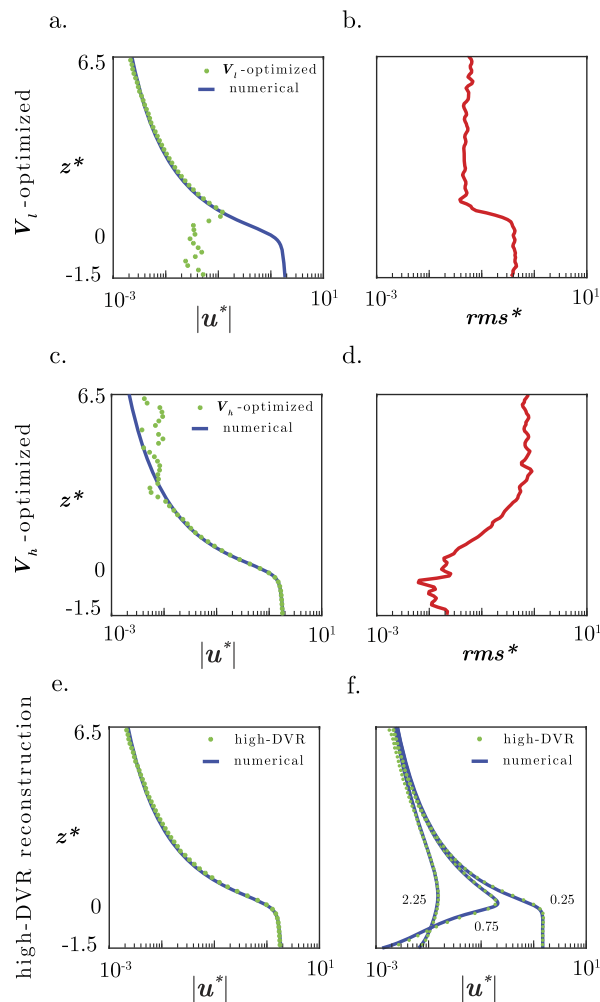 a.
b.
V_l-optimized
z*
6.5
0
-1.5
V_l-optimized
numerical
10^-3
10^1
|u*|
10^-3
10^1
rms*
c.
d.
V_h-optimized
z*
6.5
0
-1.5
V_h-optimized
numerical
10^-3
10^1
|u*|
10^-3
10^1
rms*
e.
f.
high-DVR reconstruction
z*
6.5
0
-1.5
high-DVR
numerical
10^-3
10^1
|u*|
high-DVR
numerical
2.25
0.75
0.25
10^-3
10^1
|u*|